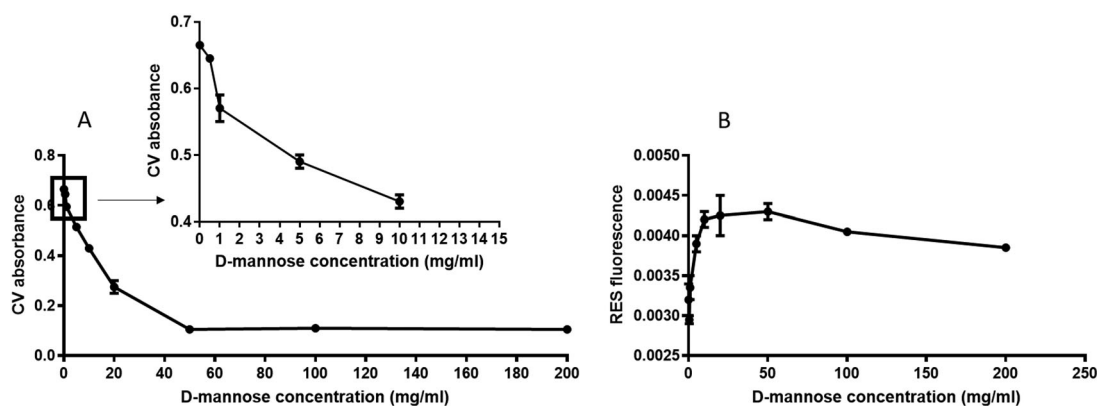 0.7
0.6
0.5
0.4
CV absorbance
0 1 2 3 4 5 6 7 8 9 10 11 12 13 14 15
D-mannose concentration (mg/ml)
A
0.8
0.6
0.4
0.2
0.0
CV absorbance
0 20 40 60 80 100 120 140 160 180 200
D-mannose concentration (mg/ml)
B
0.0050
0.0045
0.0040
0.0035
0.0030
0.0025
RES fluorescence
0 50 100 150 200 250
D-mannose concentration (mg/ml)